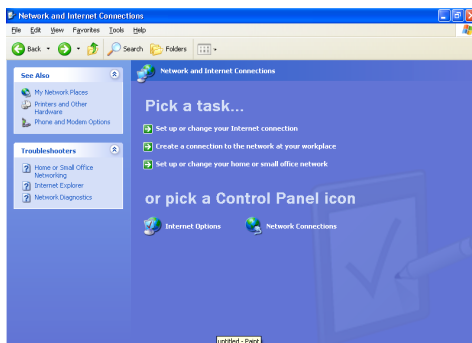 Network and Internet Connections
File Edit View Favorites Tools Help
Back Search Folders
Network and Internet Connections
See Also
My Network Places
Printers and Other
Hardware
Phone and Modem Options
Troubleshooters
Home or Small Office
Networking
Internet Explorer
Network Diagnostics
Pick a task...
Set up or change your Internet connection
Create a connection to the network at your workplace
Set up or change your home or small office network
or pick a Control Panel icon
Internet Options Network Connections
untitled - Paint